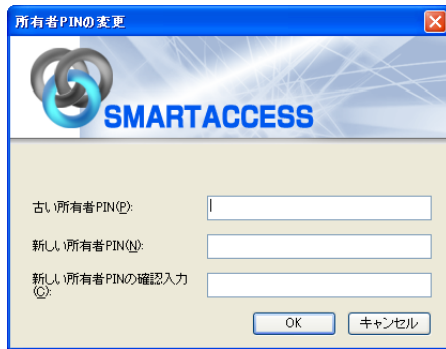 所有者PINの変更
SMARTACCESS
古い所有者PIN(P):
新しい所有者PIN(N):
新しい所有者PINの確認入力
(C):
OK キャンセル